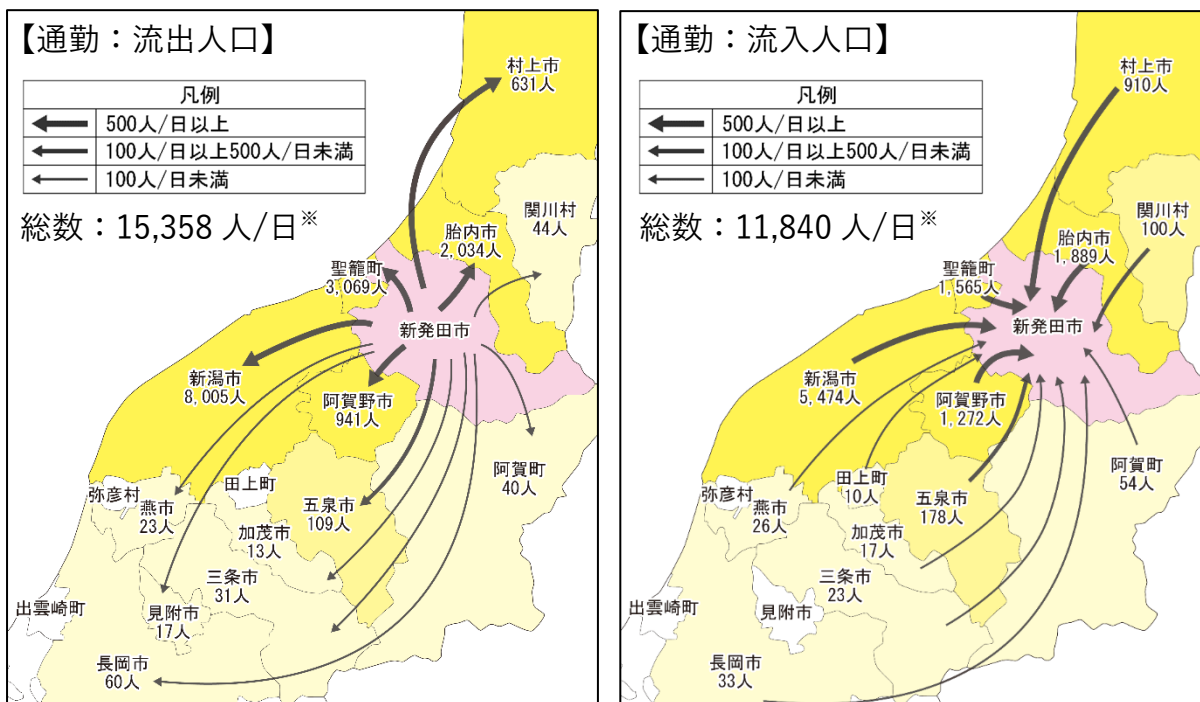 【通勤：流出人口】
凡例
500人/日以上
100人/日以上500人/日未満
100人/日未満
総数：15,358 人/日※
村上市
631人
関川村
44人
胎内市
2,034人
聖籠町
3,069人
新発田市
新潟市
8,005人
阿賀野市
941人
阿賀町
40人
弥彦村
燕市
23人
田上町
五泉市
109人
加茂市
13人
三条市
31人
出雲崎町
見附市
17人
長岡市
60人
【通勤：流入人口】
凡例
500人/日以上
100人/日以上500人/日未満
100人/日未満
総数：11,840 人/日※
村上市
910人
関川村
100人
胎内市
1,889人
聖籠町
1,565人
新発田市
新潟市
5,474人
阿賀野市
1,272人
阿賀町
54人
弥彦村
燕市
26人
田上町
10人
五泉市
178人
加茂市
17人
三条市
23人
出雲崎町
見附市
長岡市
33人